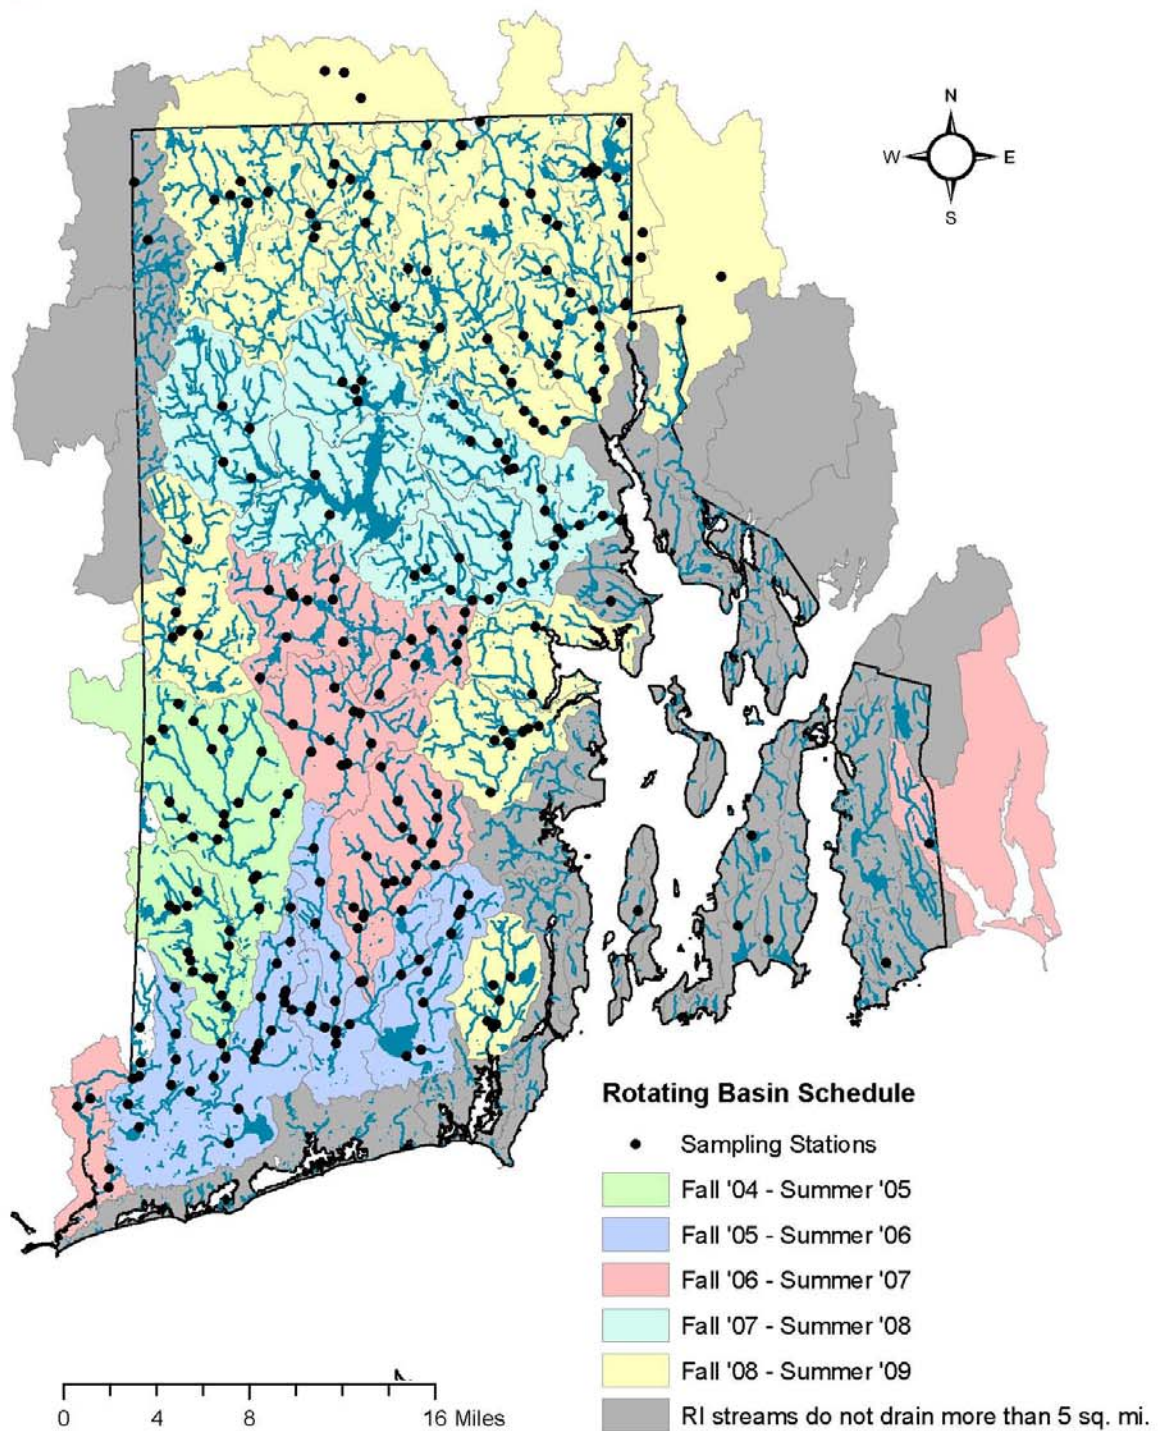 N
W E
S
Rotating Basin Schedule
Sampling Stations
Fall '04 - Summer '05
Fall '05 - Summer '06
Fall '06 - Summer '07
Fall '07 - Summer '08
Fall '08 - Summer '09
RI streams do not drain more than 5 sq. mi.
0 4 8 16 Miles